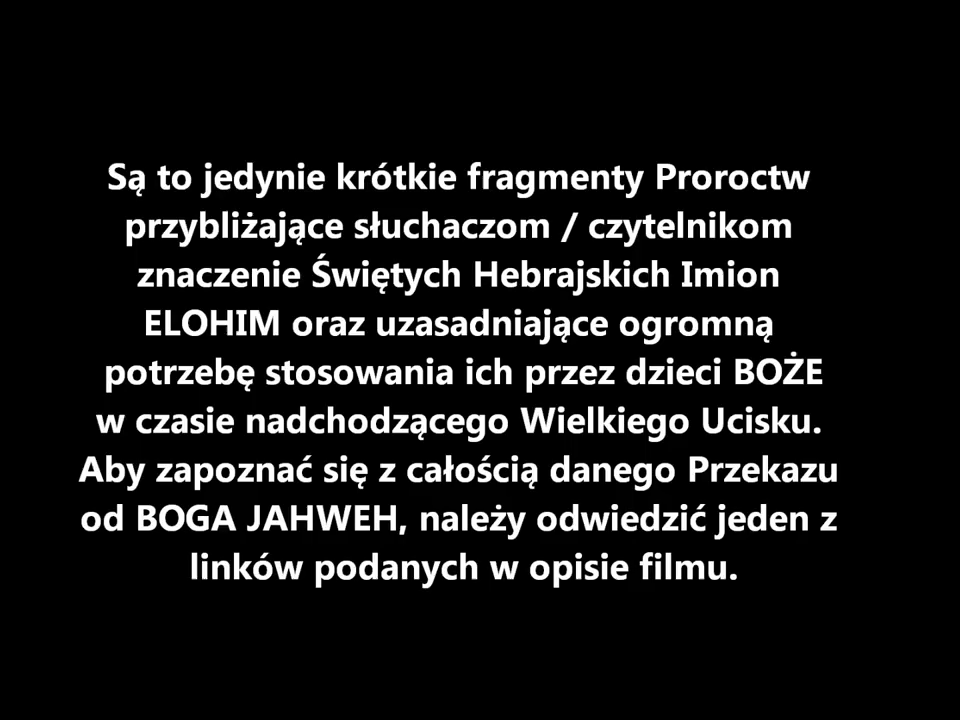 Są to jedynie krótkie fragmenty Proroctw
przybliżające słuchaczom / czytelnikom
znaczenie Świętych Hebrajskich Imion
ELOHIM oraz uzasadniające ogromną
potrzebę stosowania ich przez dzieci BOŻE
w czasie nadchodzącego Wielkiego Ucisku.
Aby zapoznać się z całością danego Przekazu
od BOGA JAHWEH, należy odwiedzić jeden z
linków podanych w opisie filmu.